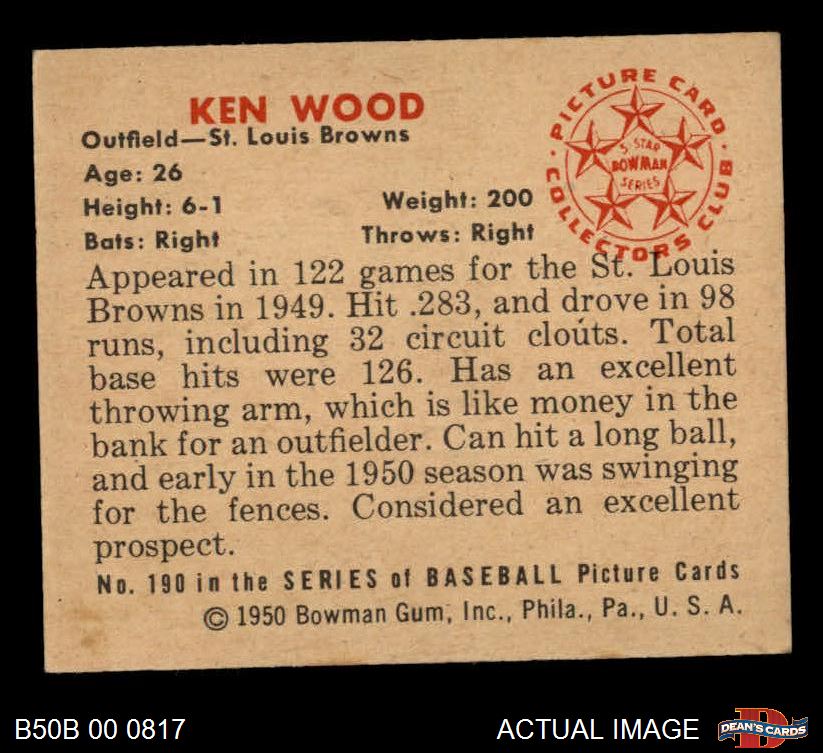 KEN WOOD
Outfield—St. Louis Browns
Age: 26
Height: 6-1 Weight: 200
Bats: Right Throws: Right
PICTURE CARD
COLLECTORS CLUB
5-STAR
BOWMAN
SERIES
Appeared in 122 games for the St. Louis
Browns in 1949. Hit .283, and drove in 98
runs, including 32 circuit clouts. Total
base hits were 126. Has an excellent
throwing arm, which is like money in the
bank for an outfielder. Can hit a long ball,
and early in the 1950 season was swinging
for the fences. Considered an excellent
prospect.
No. 190 in the SERIES of BASEBALL Picture Cards
© 1950 Bowman Gum, Inc., Phila., Pa., U. S. A.
B50B 00 0817
ACTUAL IMAGE
D
DEAN'S CARDS